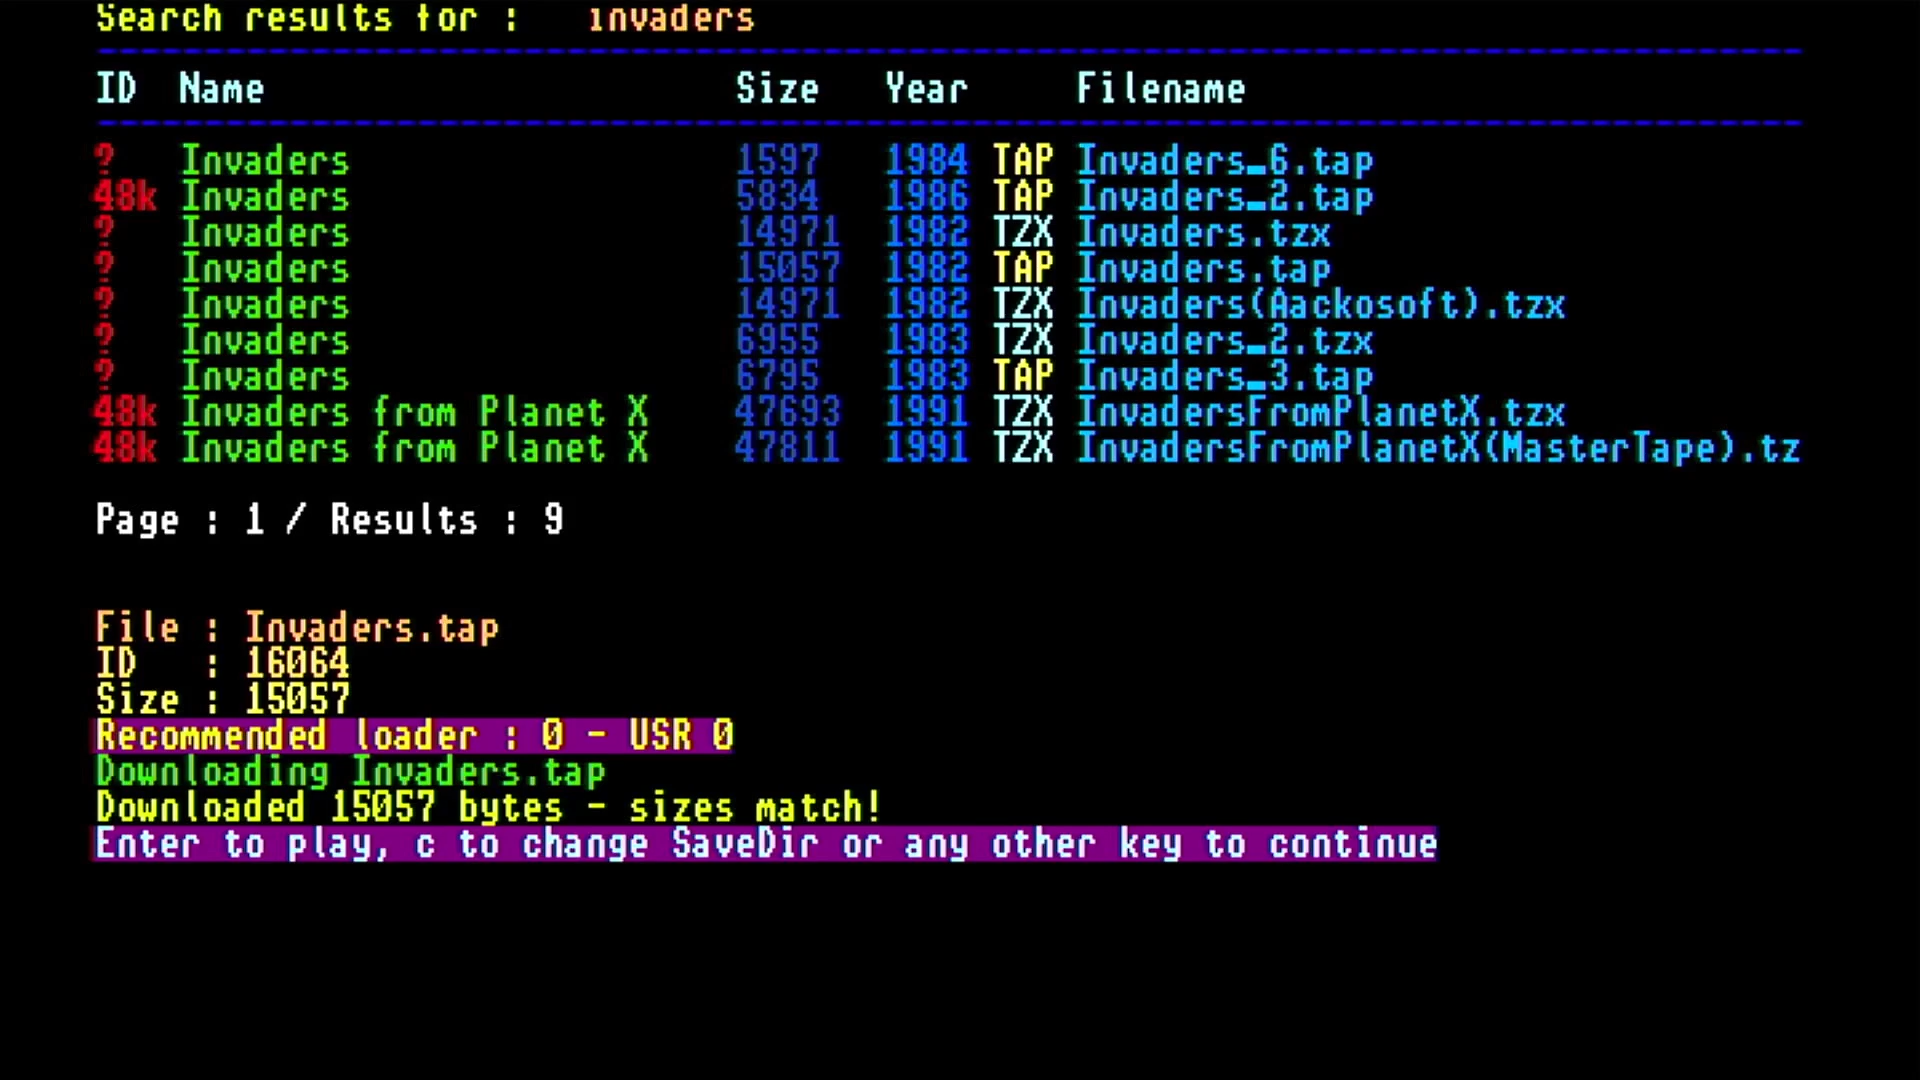 Search results for : invaders
ID Name Size Year Filename
? Invaders 1597 1984 TAP Invaders_6.tap
48k Invaders 5834 1986 TAP Invaders_2.tap
? Invaders 14971 1982 TZX Invaders.tzx
? Invaders 15057 1982 TAP Invaders.tap
? Invaders 14971 1982 TZX Invaders(Aackosoft).tzx
? Invaders 6955 1983 TZX Invaders_2.tzx
? Invaders 6795 1983 TAP Invaders_3.tap
48k Invaders from Planet X 47693 1991 TZX InvadersFromPlanetX.tzx
48k Invaders from Planet X 47811 1991 TZX InvadersFromPlanetX(MasterTape).tz
Page : 1 / Results : 9
File : Invaders.tap
ID : 16064
Size : 15057
Recommended loader : 0 - USR 0
Downloading Invaders.tap
Downloaded 15057 bytes - sizes match!
Enter to play, c to change SaveDir or any other key to continue